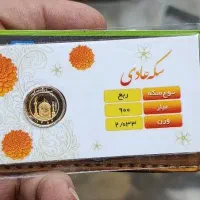 سکه عادی
نوع سکه ربع
عیار ۹۰۰
وزن ۲/۰۳۳